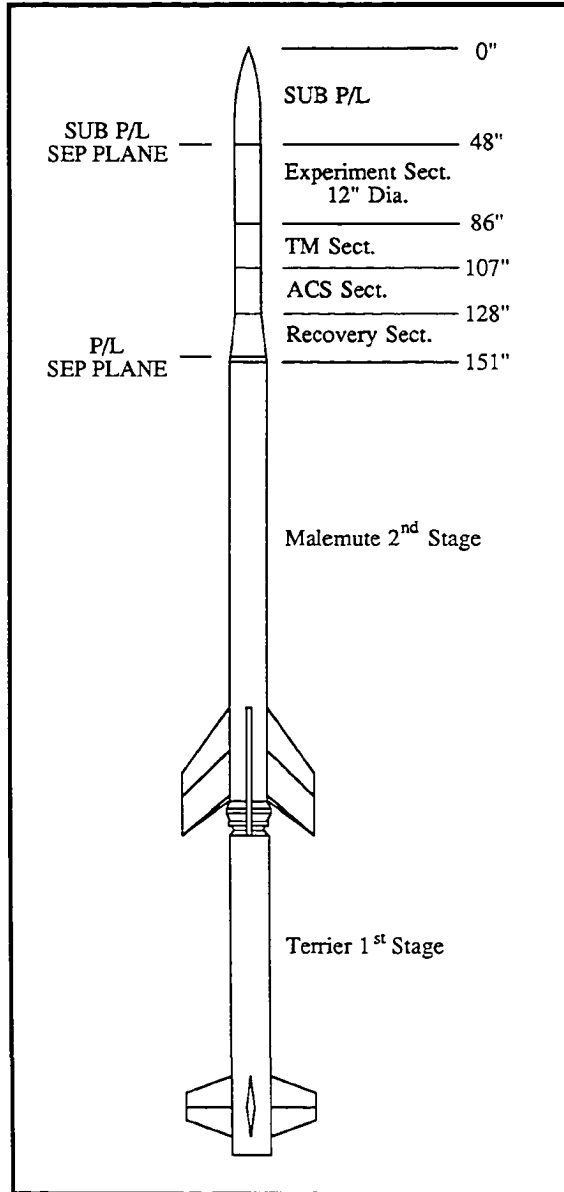 0"
SUB P/L
SUB P/L
SEP PLANE
48"
Experiment Sect.
12" Dia.
86"
TM Sect.
107"
ACS Sect.
128"
Recovery Sect.
P/L
SEP PLANE
151"
Malemute 2nd Stage
Terrier 1st Stage